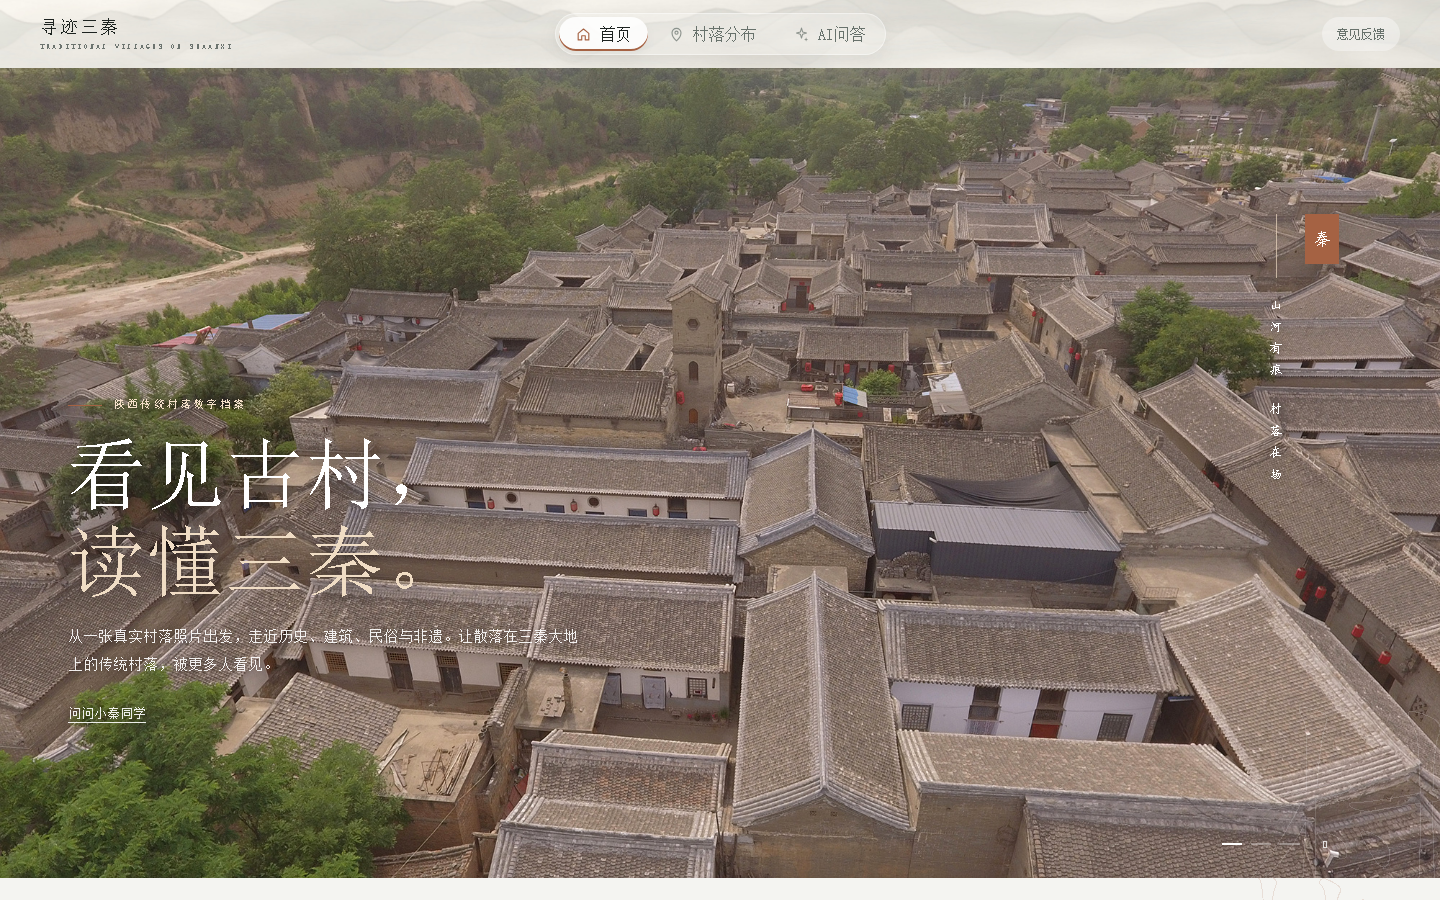 寻迹三秦
TRADITIONAL VILLAGES OF SHAANXI
首页
村落分布
AI问答
意见反馈
秦
山河有痕 村落在场
陕西传统村落数字档案
看见古村，
读懂三秦。
从一张真实村落照片出发，走近历史、建筑、民俗与非遗。让散落在三秦大地
上的传统村落，被更多人看见。
问问小秦同学